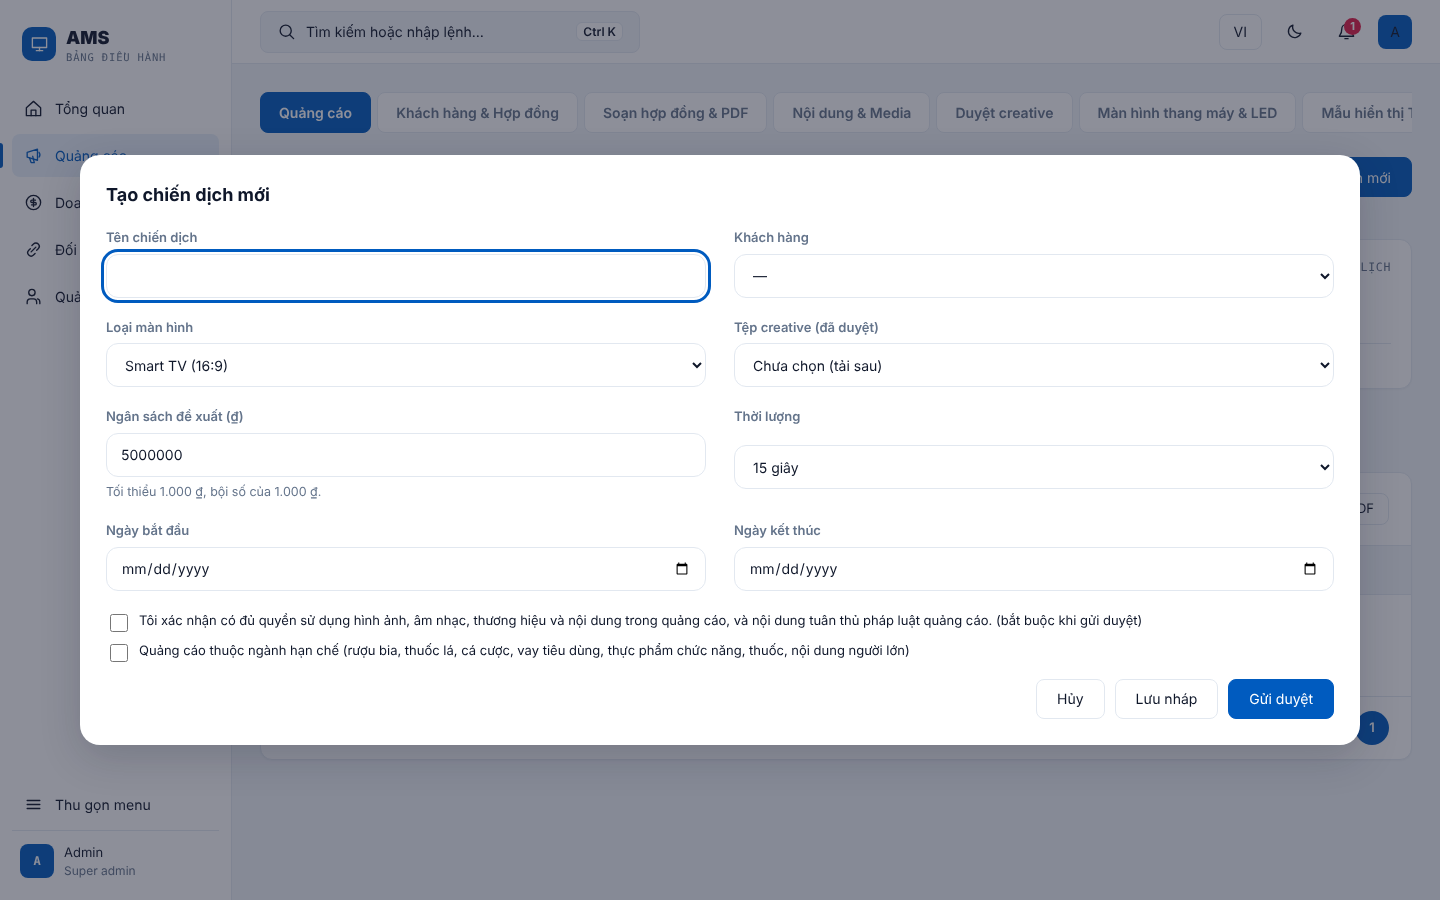 AMS
BẢNG ĐIỀU HÀNH
Tìm kiếm hoặc nhập lệnh...
Ctrl K
VI
1
A
Tổng quan
Quảng cáo
Quảng cáo
Khách hàng & Hợp đồng
Soạn hợp đồng & PDF
Nội dung & Media
Duyệt creative
Màn hình thang máy & LED
Mẫu hiển thị
mới
LỊCH
Tạo chiến dịch mới
Tên chiến dịch
Khách hàng
—
Loại màn hình
Tệp creative (đã duyệt)
Smart TV (16:9)
Chưa chọn (tải sau)
Ngân sách đề xuất (₫)
Thời lượng
5000000
15 giây
Tối thiểu 1.000 ₫, bội số của 1.000 ₫.
Ngày bắt đầu
Ngày kết thúc
mm/dd/yyyy
mm/dd/yyyy
Tôi xác nhận có đủ quyền sử dụng hình ảnh, âm nhạc, thương hiệu và nội dung trong quảng cáo, và nội dung tuân thủ pháp luật quảng cáo. (bắt buộc khi gửi duyệt)
Quảng cáo thuộc ngành hạn chế (rượu bia, thuốc lá, cá cược, vay tiêu dùng, thực phẩm chức năng, thuốc, nội dung người lớn)
Hủy
Lưu nháp
Gửi duyệt
1
Thu gọn menu
A
Admin
Super admin